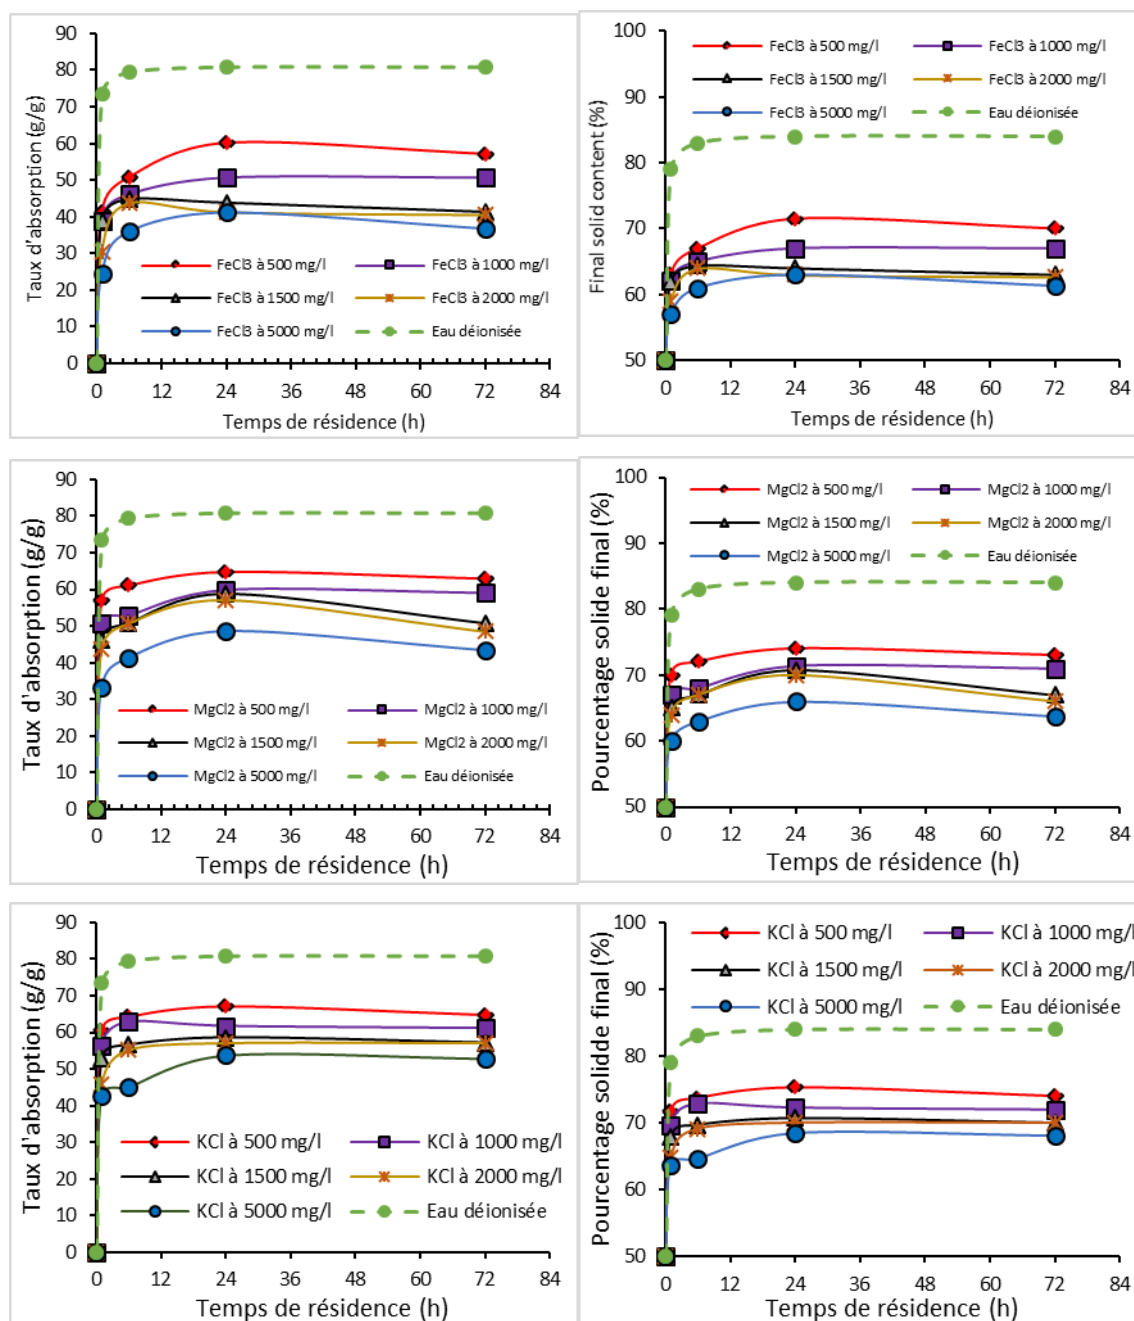 Taux d'absorption (g/g)
90
80
70
60
50
40
30
20
10
0
FeCl3 à 500 mg/l
FeCl3 à 1000 mg/l
FeCl3 à 1500 mg/l
FeCl3 à 2000 mg/l
FeCl3 à 5000 mg/l
Eau déionisée
0 12 24 36 48 60 72 84
Temps de résidence (h)
Final solid content (%)
100
90
80
70
60
50
FeCl3 à 500 mg/l
FeCl3 à 1000 mg/l
FeCl3 à 1500 mg/l
FeCl3 à 2000 mg/l
FeCl3 à 5000 mg/l
Eau déionisée
0 12 24 36 48 60 72 84
Temps de résidence (h)
Taux d'absorption (g/g)
90
80
70
60
50
40
30
20
10
0
MgCl2 à 500 mg/l
MgCl2 à 1000 mg/l
MgCl2 à 1500 mg/l
MgCl2 à 2000 mg/l
MgCl2 à 5000 mg/l
Eau déionisée
0 12 24 36 48 60 72 84
Temps de résidence (h)
Pourcentage solide final (%)
100
90
80
70
60
50
MgCl2 à 500 mg/l
MgCl2 à 1000 mg/l
MgCl2 à 1500 mg/l
MgCl2 à 2000 mg/l
MgCl2 à 5000 mg/l
Eau déionisée
0 12 24 36 48 60 72 84
Temps de résidence (h)
Taux d'absorption (g/g)
90
80
70
60
50
40
30
20
10
0
KCl à 500 mg/l
KCl à 1000 mg/l
KCl à 1500 mg/l
KCl à 2000 mg/l
KCl à 5000 mg/l
Eau déionisée
0 12 24 36 48 60 72 84
Temps de résidence (h)
Pourcentage solidde final (%)
100
90
80
70
60
50
KCl à 500 mg/l
KCl à 1000 mg/l
KCl à 1500 mg/l
KCl à 2000 mg/l
KCl à 5000 mg/l
Eau déionisée
0 12 24 36 48 60 72 84
Temps de résidence (h)